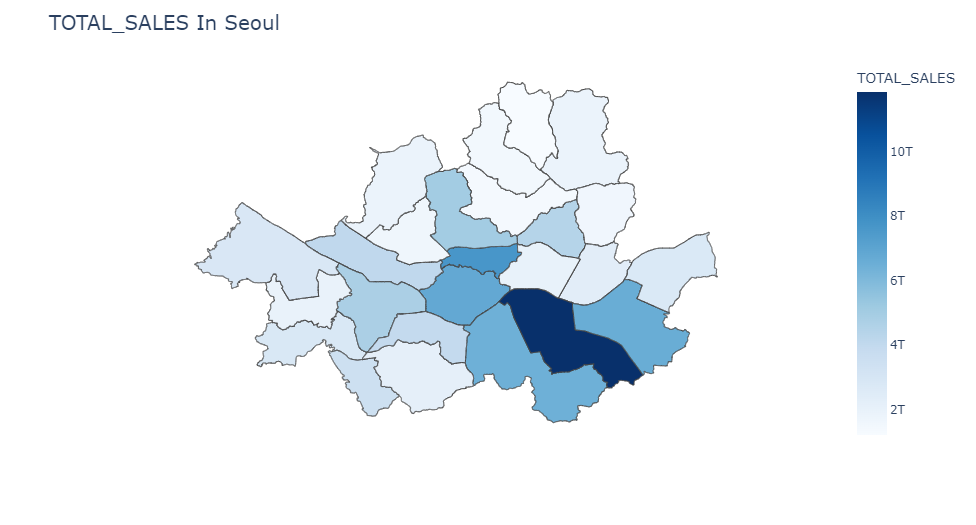 TOTAL_SALES In Seoul
TOTAL_SALES
10T
8T
6T
4T
2T